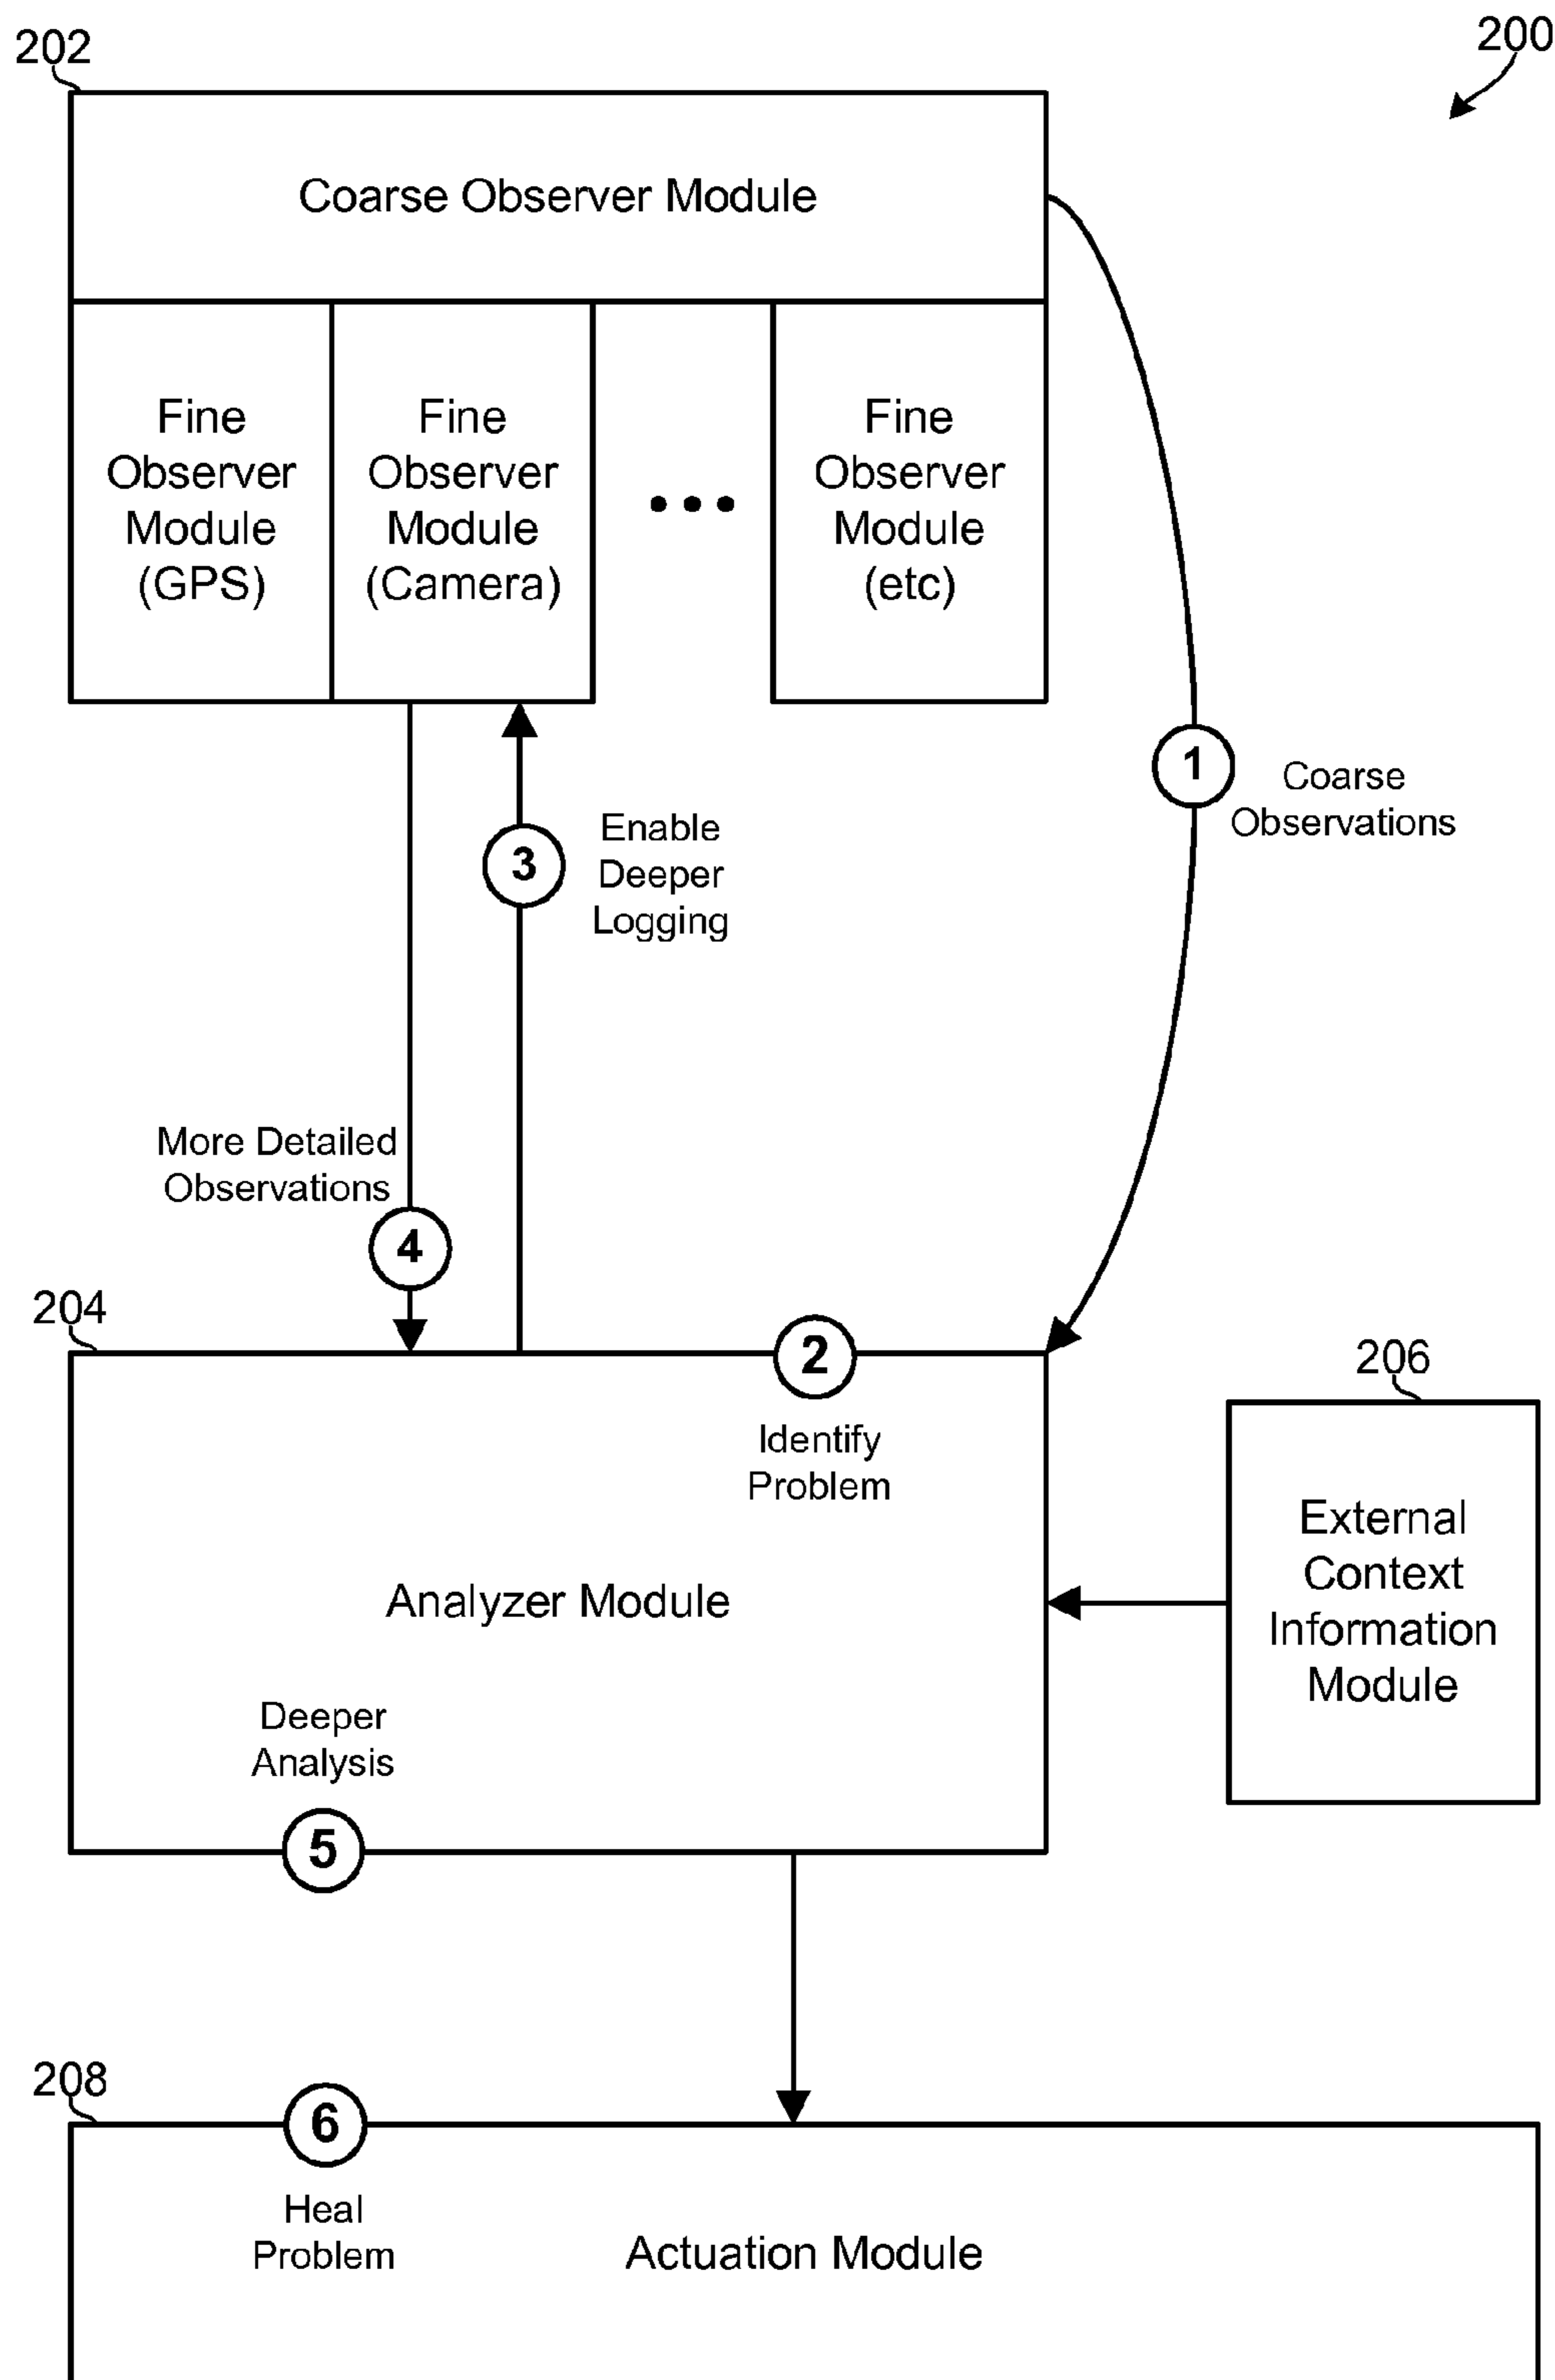 202
200
Coarse Observer Module
Fine
Observer
Module
(GPS)
Fine
Observer
Module
(Camera)
Fine
Observer
Module
(etc)
1
Coarse
Observations
3
Enable
Deeper
Logging
More Detailed
Observations
4
204
2
Identify
Problem
206
External
Context
Information
Module
Analyzer Module
Deeper
Analysis
5
208
6
Heal
Problem
Actuation Module